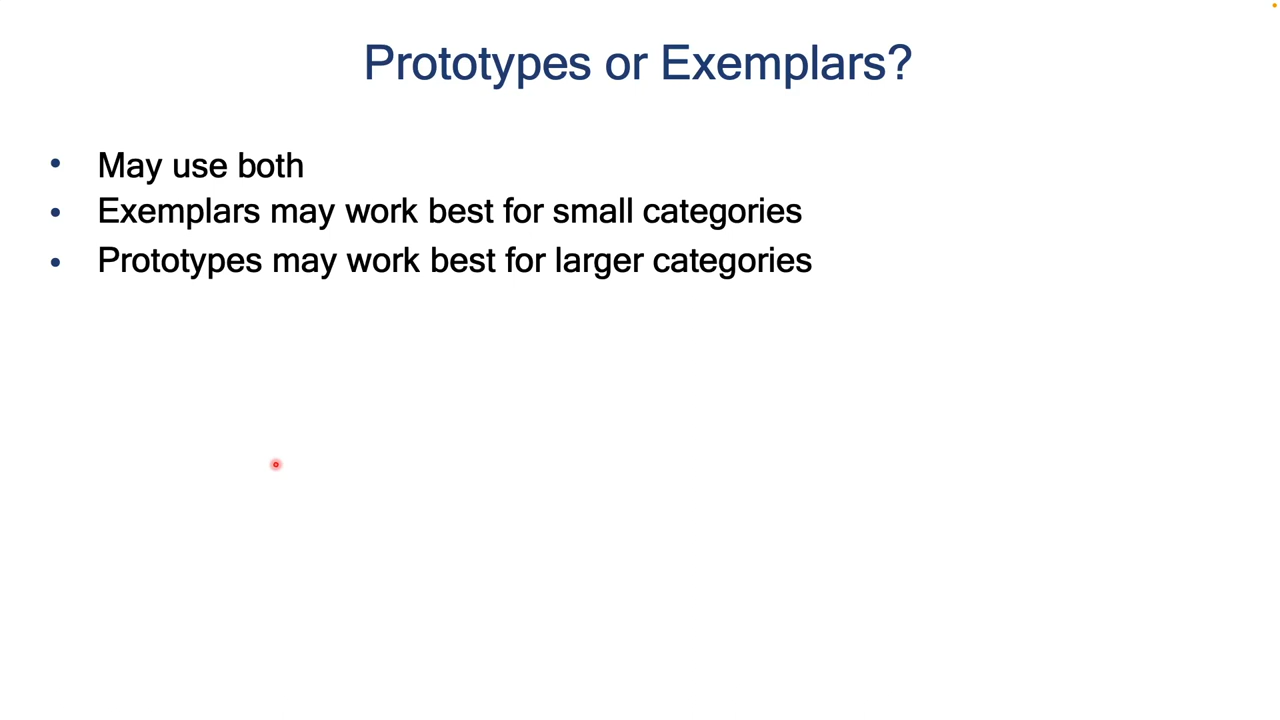 Prototypes or Exemplars?
• May use both
• Exemplars may work best for small categories
• Prototypes may work best for larger categories